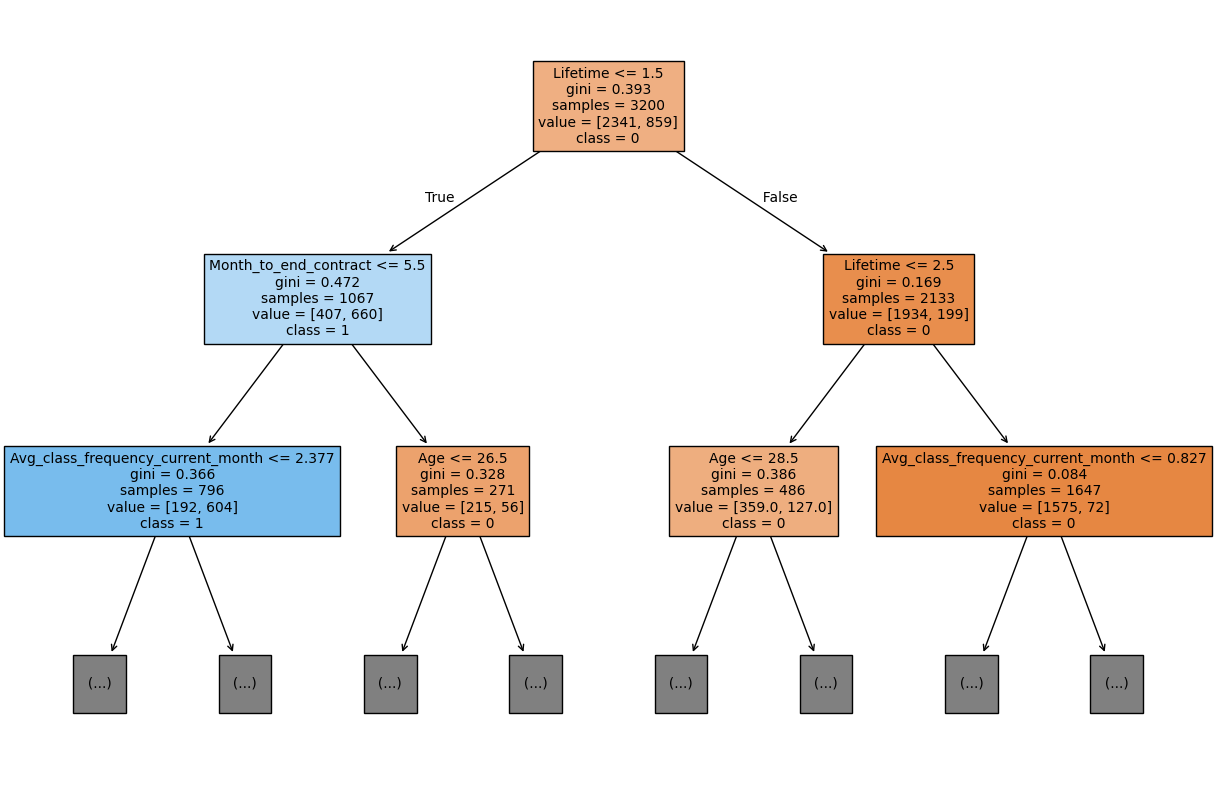 Lifetime <= 1.5
gini = 0.393
samples = 3200
value = [2341, 859]
class = 0
True
False
Month_to_end_contract <= 5.5
gini = 0.472
samples = 1067
value = [407, 660]
class = 1
Lifetime <= 2.5
gini = 0.169
samples = 2133
value = [1934, 199]
class = 0
Avg_class_frequency_current_month <= 2.377
gini = 0.366
samples = 796
value = [192, 604]
class = 1
Age <= 26.5
gini = 0.328
samples = 271
value = [215, 56]
class = 0
Age <= 28.5
gini = 0.386
samples = 486
value = [359.0, 127.0]
class = 0
Avg_class_frequency_current_month <= 0.827
gini = 0.084
samples = 1647
value = [1575, 72]
class = 0
(...)
(...)
(...)
(...)
(...)
(...)
(...)
(...)